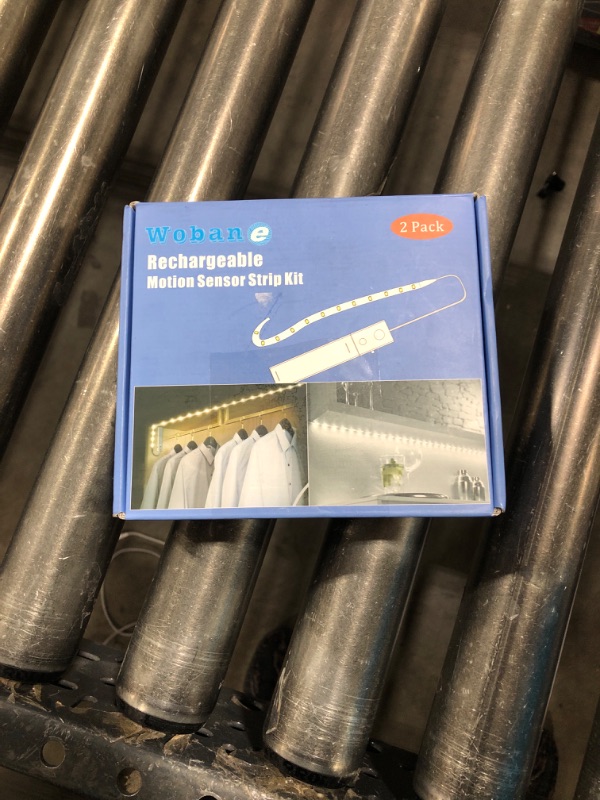 Wobane
2 Pack
Rechargeable
Motion Sensor Strip Kit